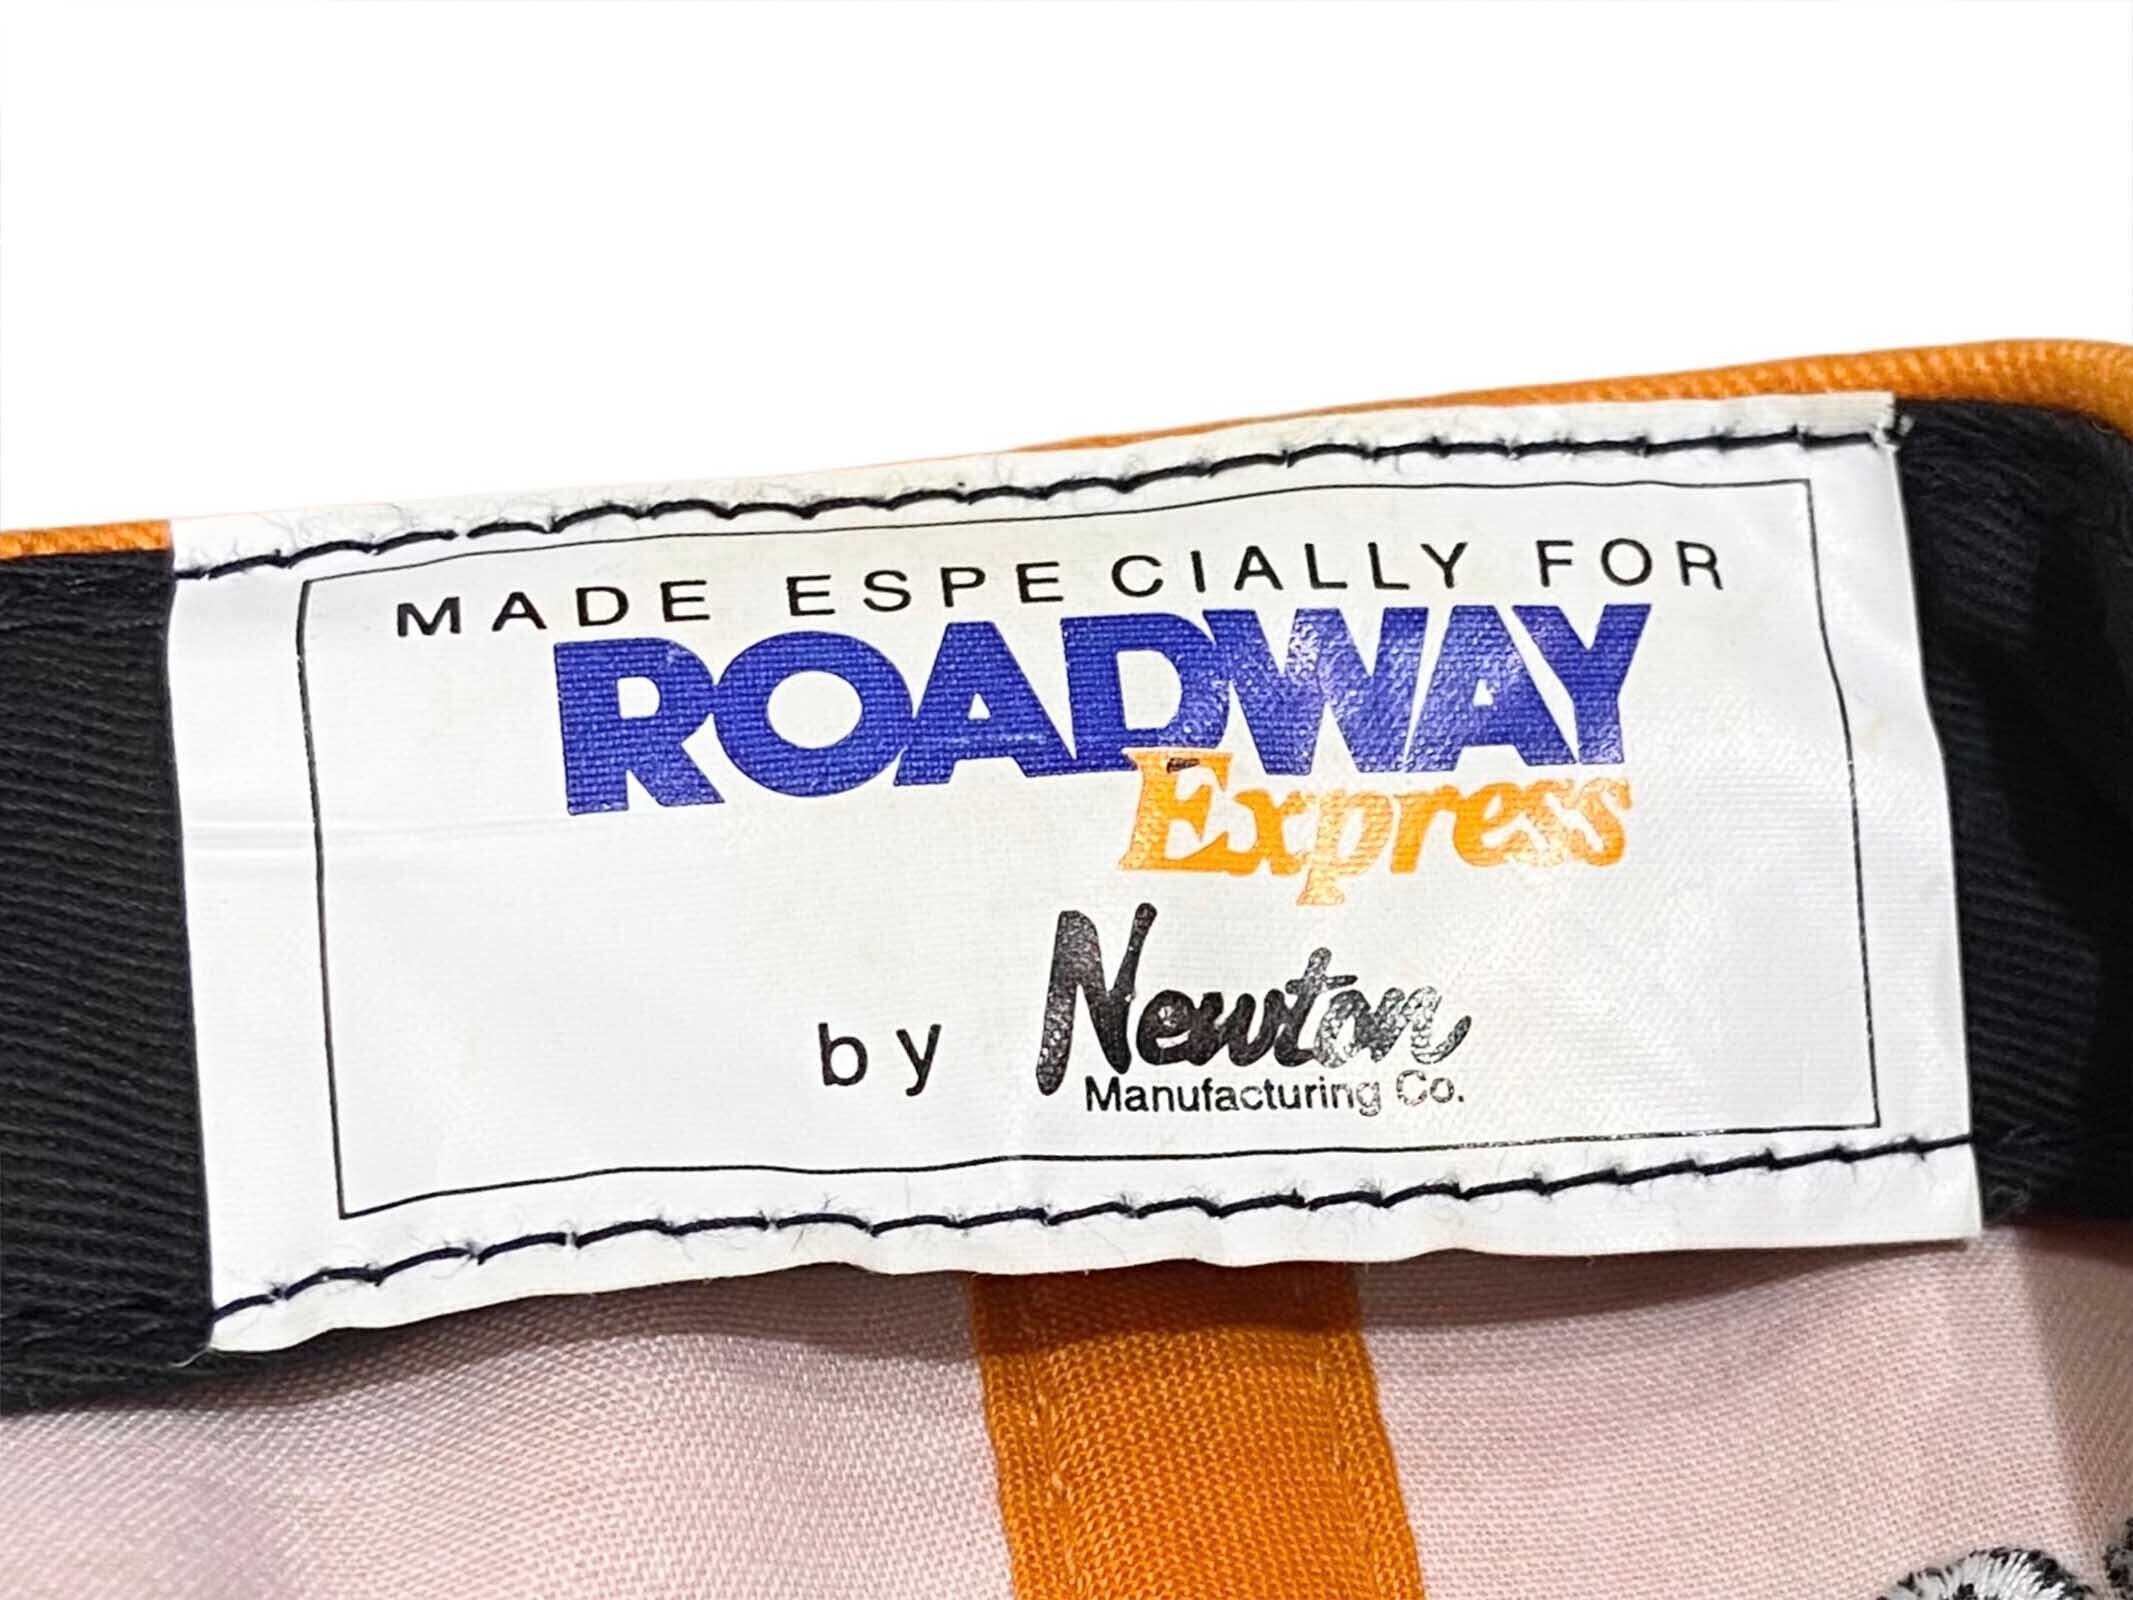 MADE ESPECIALLY FOR
ROADWAY
Express
by Newton
Manufacturing Co.